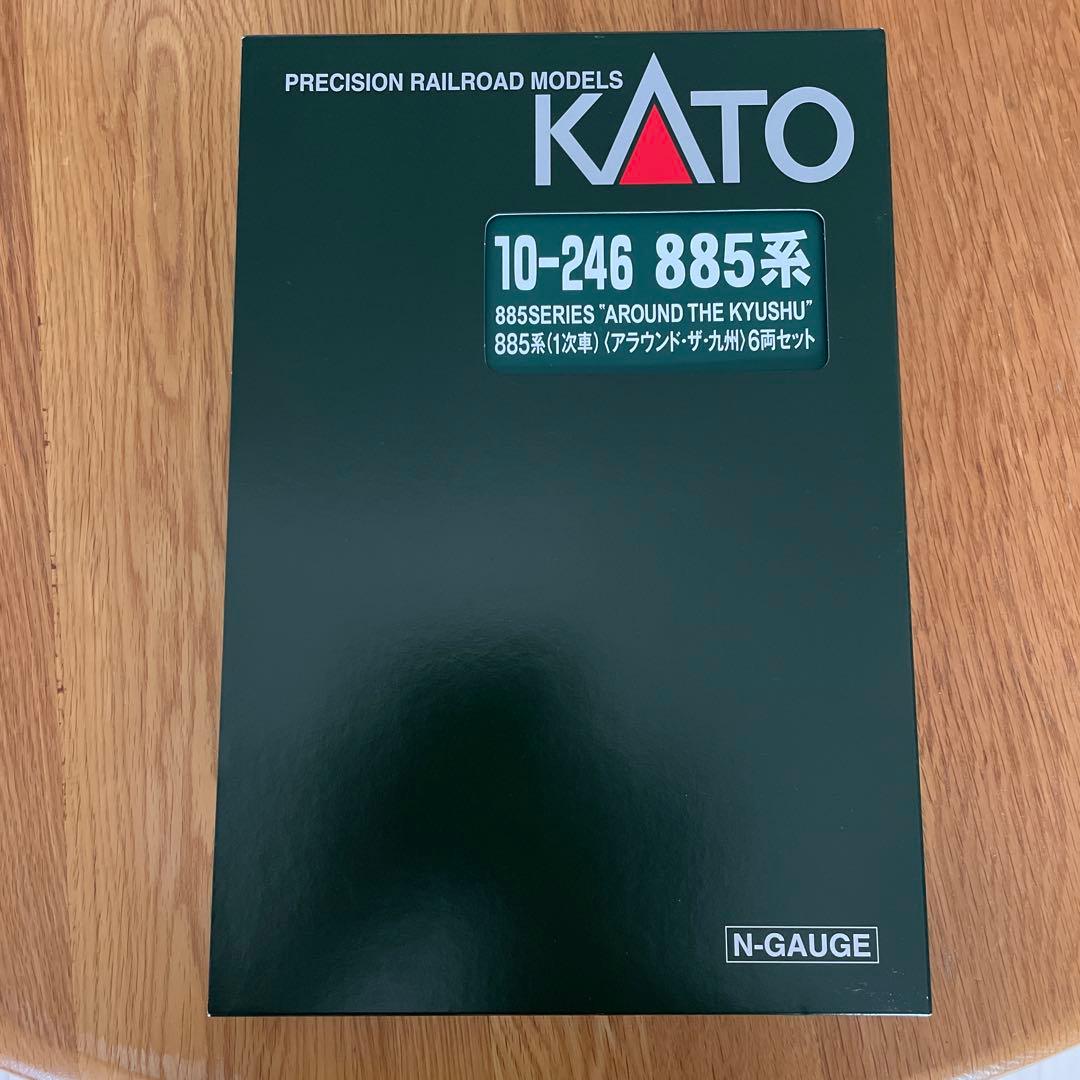 PRECISION RAILROAD MODELS
KATO
10-246 885系
885SERIES "AROUND THE KYUSHU"
885系(1次車)〈アラウンド・ザ・九州〉6両セット
N-GAUGE